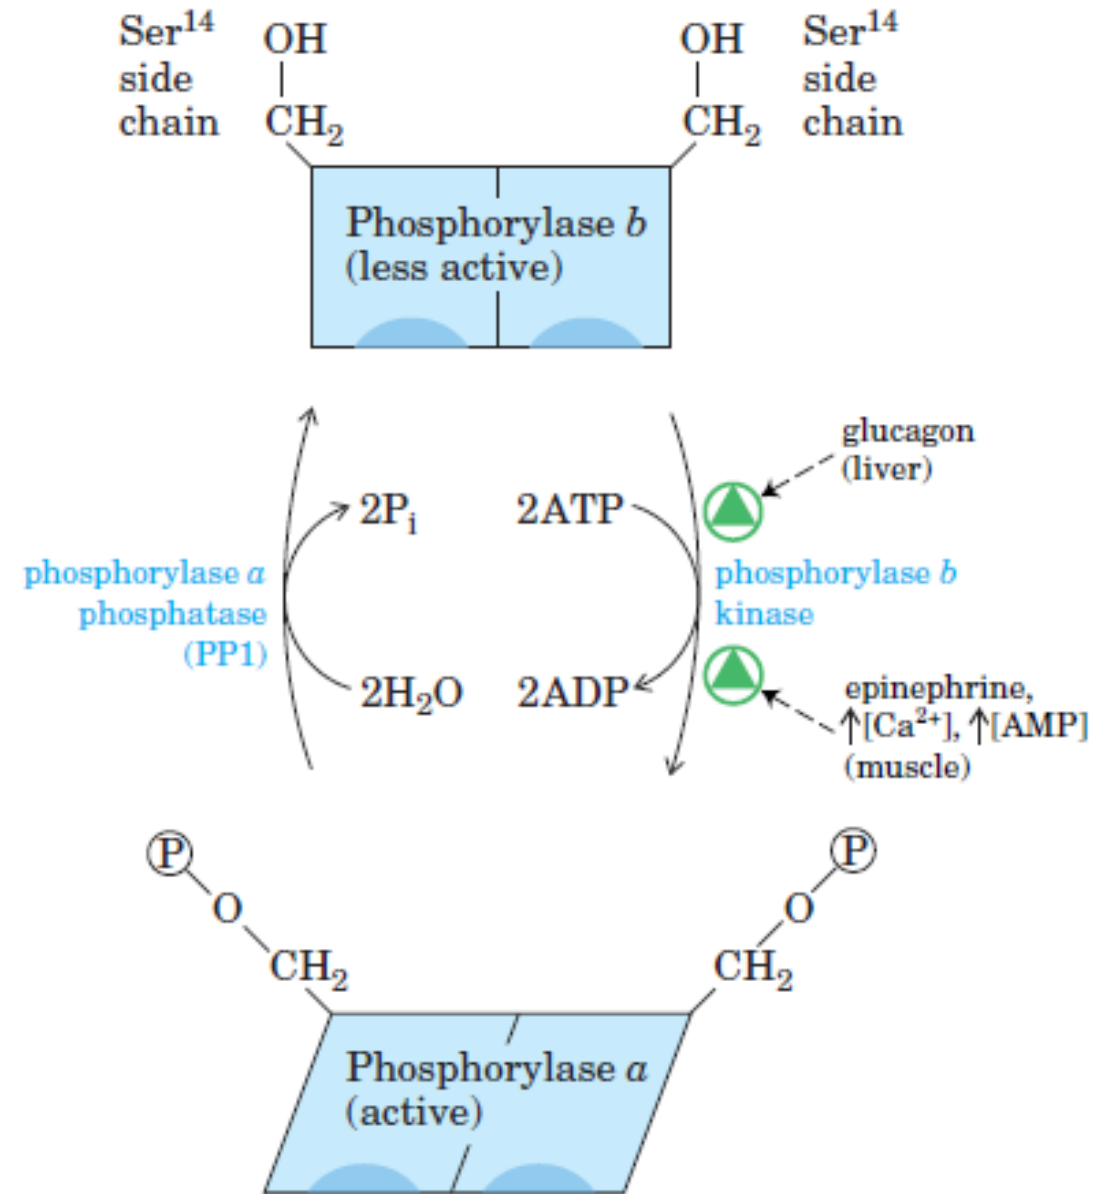 Ser¹⁴
side
chain
OH
CH₂
OH
CH₂
Ser¹⁴
side
chain
Phosphorylase b
(less active)
glucagon
(liver)
2Pᵢ
2ATP
phosphorylase a
phosphatase
(PP1)
phosphorylase b
kinase
2H₂O
2ADP
epinephrine,
↑[Ca²⁺], ↑[AMP]
(muscle)
P
O
CH₂
P
O
CH₂
Phosphorylase a
(active)